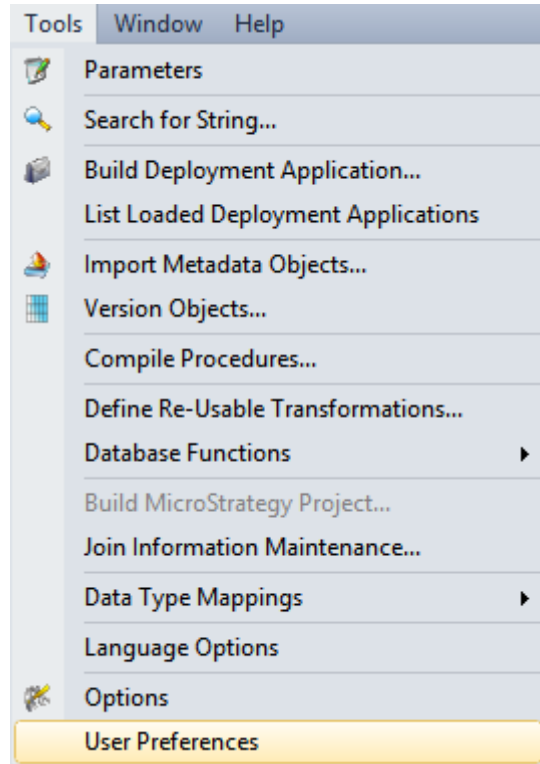 Tools Window Help
Parameters
Search for String...
Build Deployment Application...
List Loaded Deployment Applications
Import Metadata Objects...
Version Objects...
Compile Procedures...
Define Re-Usable Transformations...
Database Functions
Build MicroStrategy Project...
Join Information Maintenance...
Data Type Mappings
Language Options
Options
User Preferences